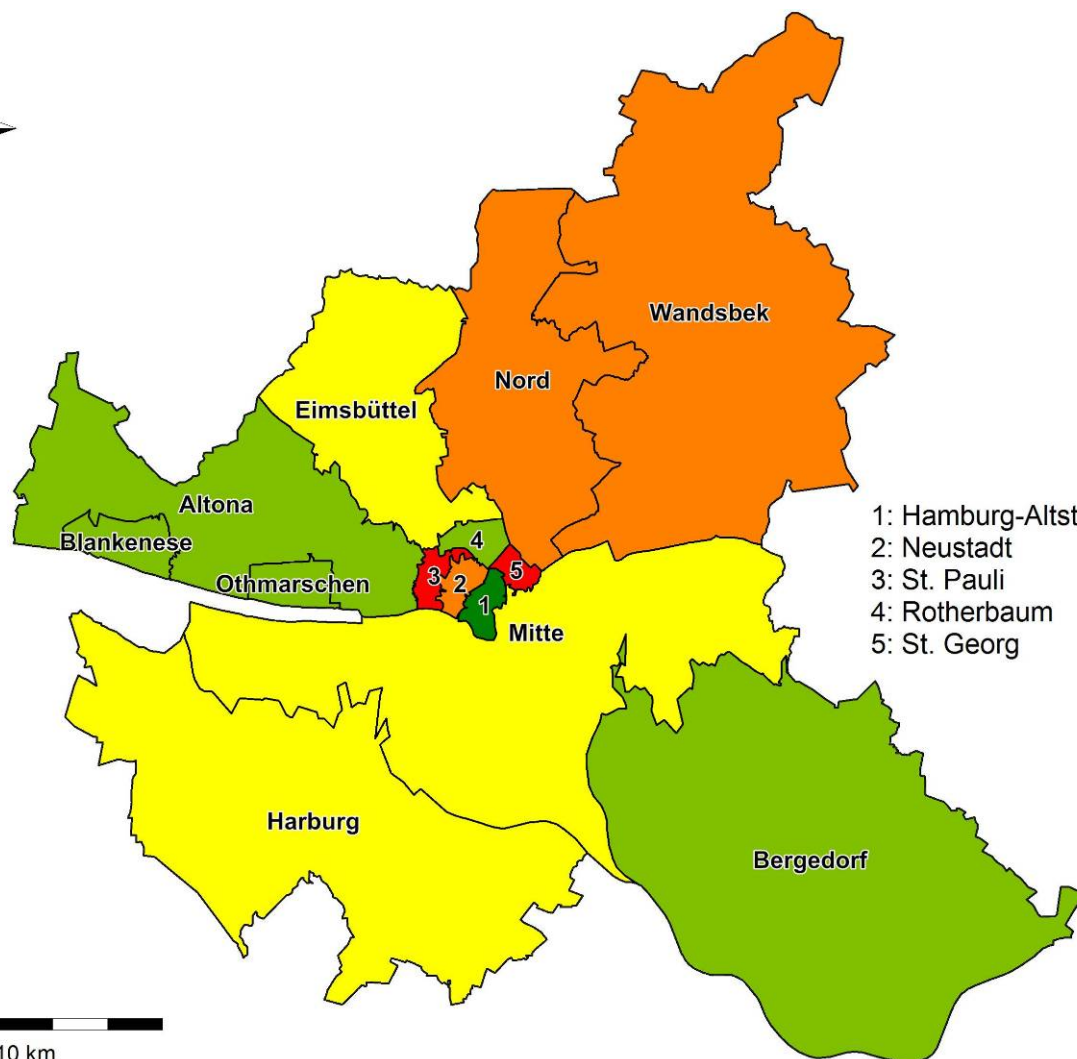 Wandsbek
Nord
Eimsbüttel
Altona
Blankenese
Othmarschen
4
3
2
5
1
Mitte
1: Hamburg-Altst
2: Neustadt
3: St. Pauli
4: Rotherbaum
5: St. Georg
Harburg
Bergedorf
10 km